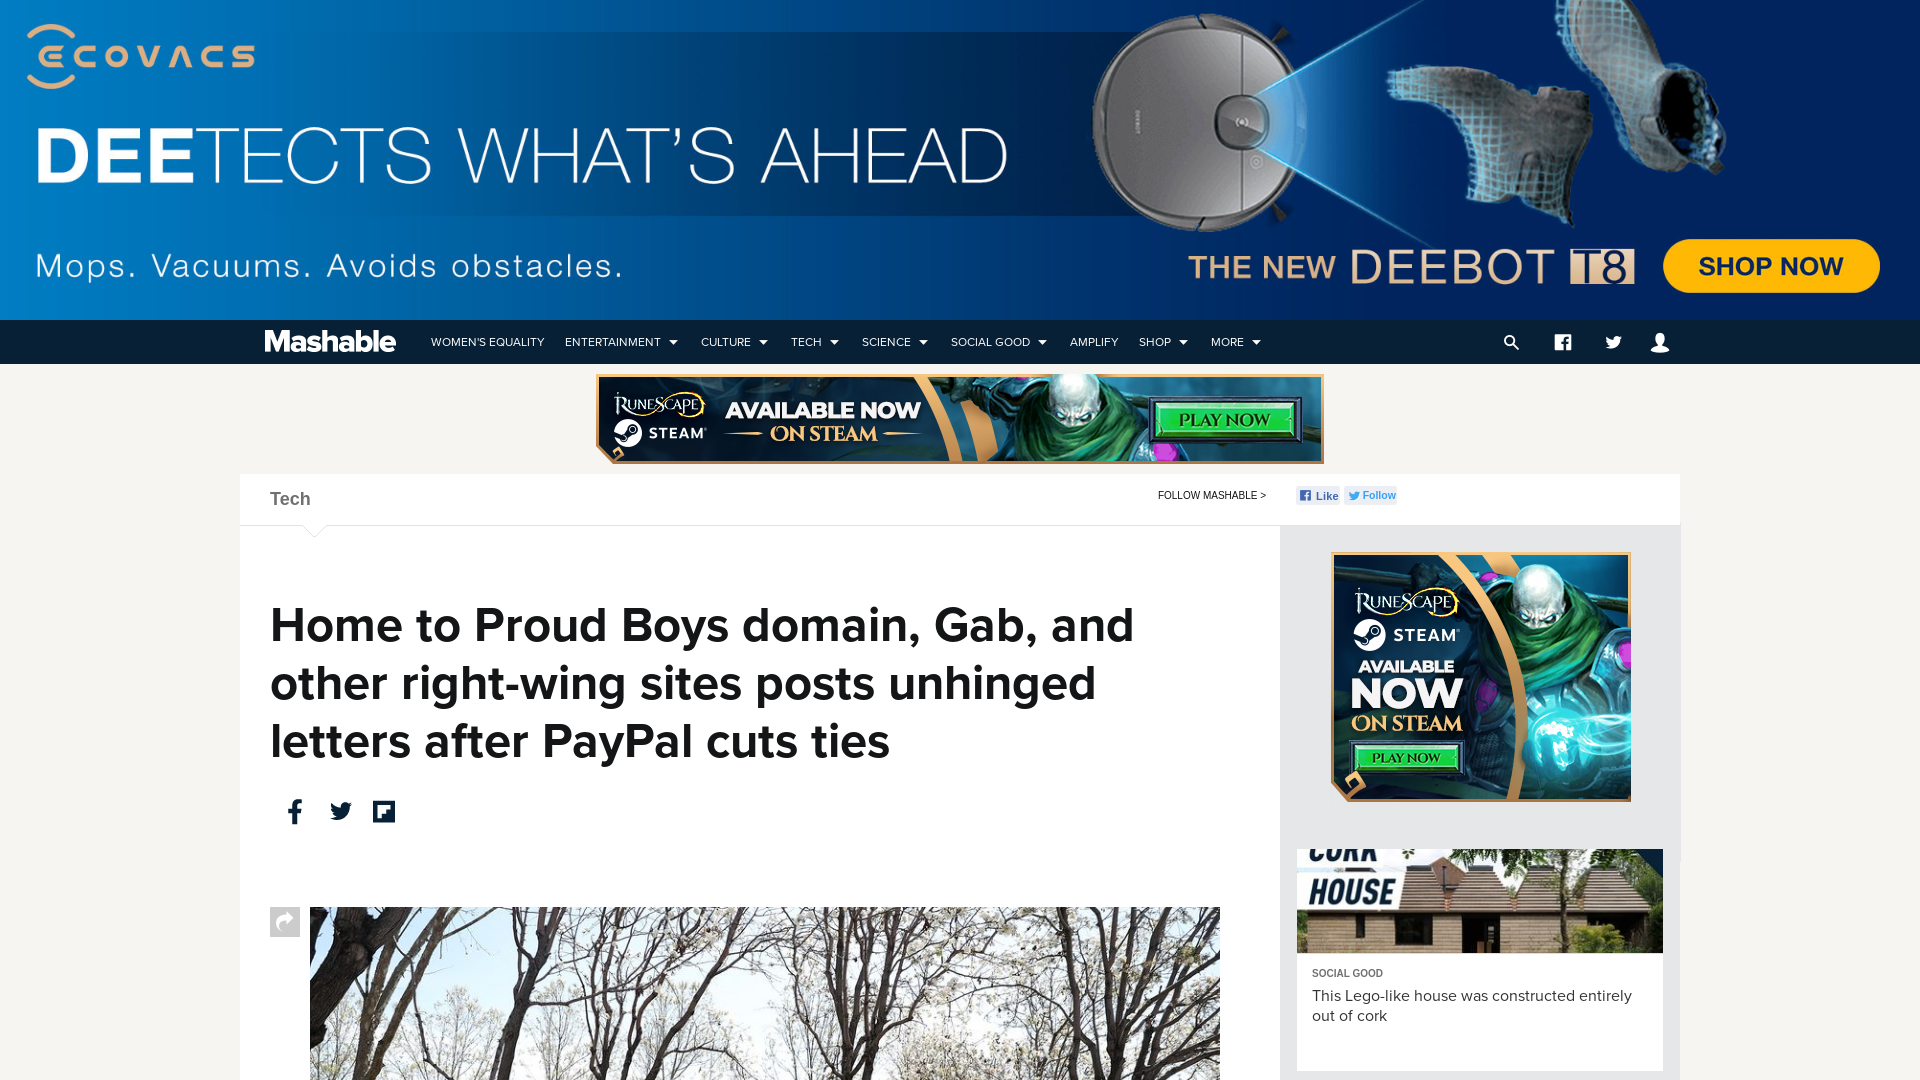 ECOVACS
DEETECTS WHAT'S AHEAD
Mops. Vacuums. Avoids obstacles.
THE NEW DEEBOT T8
SHOP NOW
Mashable
WOMEN'S EQUALITY
ENTERTAINMENT
CULTURE
TECH
SCIENCE
SOCIAL GOOD
AMPLIFY
SHOP
MORE
RUNESCAPE
STEAM
AVAILABLE NOW
ON STEAM
PLAY NOW
Tech
FOLLOW MASHABLE >
Like
Follow
Home to Proud Boys domain, Gab, and
other right-wing sites posts unhinged
letters after PayPal cuts ties
RUNESCAPE
STEAM
AVAILABLE
NOW
ON STEAM
PLAY NOW
CORK
HOUSE
SOCIAL GOOD
This Lego-like house was constructed entirely
out of cork